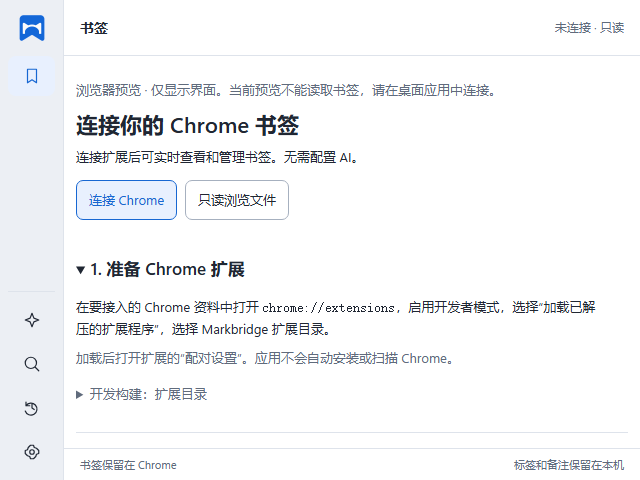 书签
未连接 · 只读
浏览器预览 · 仅显示界面。当前预览不能读取书签，请在桌面应用中连接。
连接你的 Chrome 书签
连接扩展后可实时查看和管理书签。无需配置 AI。
连接 Chrome
只读浏览文件
▼ 1. 准备 Chrome 扩展
在要接入的 Chrome 资料中打开 chrome://extensions，启用开发者模式，选择“加载已解
压的扩展程序”，选择 Markbridge 扩展目录。
加载后打开扩展的“配对设置”。应用不会自动安装或扫描 Chrome。
▶ 开发构建：扩展目录
书签保留在 Chrome
标签和备注保留在本机